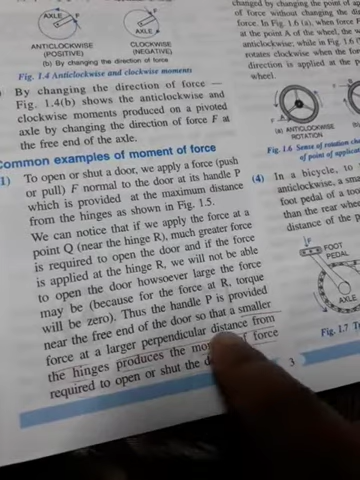 AXLE
F
F
AXLE
ANTICLOCKWISE
(POSITIVE)
CLOCKWISE
(NEGATIVE)
(b) By changing the direction of force
Fig. 1.4 Anticlockwise and clockwise moments
By changing the direction of force —
Fig. 1.4(b) shows the anticlockwise and
clockwise moments produced on a pivoted
axle by changing the direction of force F at
the free end of the axle.
Common examples of moment of force
1) To open or shut a door, we apply a force (push
or pull) F normal to the door at its handle P
which is provided at the maximum distance
from the hinges as shown in Fig. 1.5.
We can notice that if we apply the force at a
point Q (near the hinge R), much greater force
is required to open the door and if the force
is applied at the hinge R, we will not be able
to open the door howsoever large the force
may be (because for the force at R, torque
will be zero). Thus the handle P is provided
near the free end of the door so that a smaller
force at a larger perpendicular distance from
the hinges produces the force
required to open or shut the
changed by changing the point of
of force without changing the
force. In Fig. 1.6 (a), when force F
at the point A of the wheel, the
anticlockwise; while in Fig. 1.6
rotates clockwise when the
direction is applied at the
wheel.
(a) ANTICLOCKWISE
ROTATION
Fig. 1.6 Sense of rotation
of point of
(4) In a bicycle, to
anticlockwise, a
foot pedal of a
than the rear
distance of the
F
FOOT
PEDAL
AXLE
Fig. 1.7
3